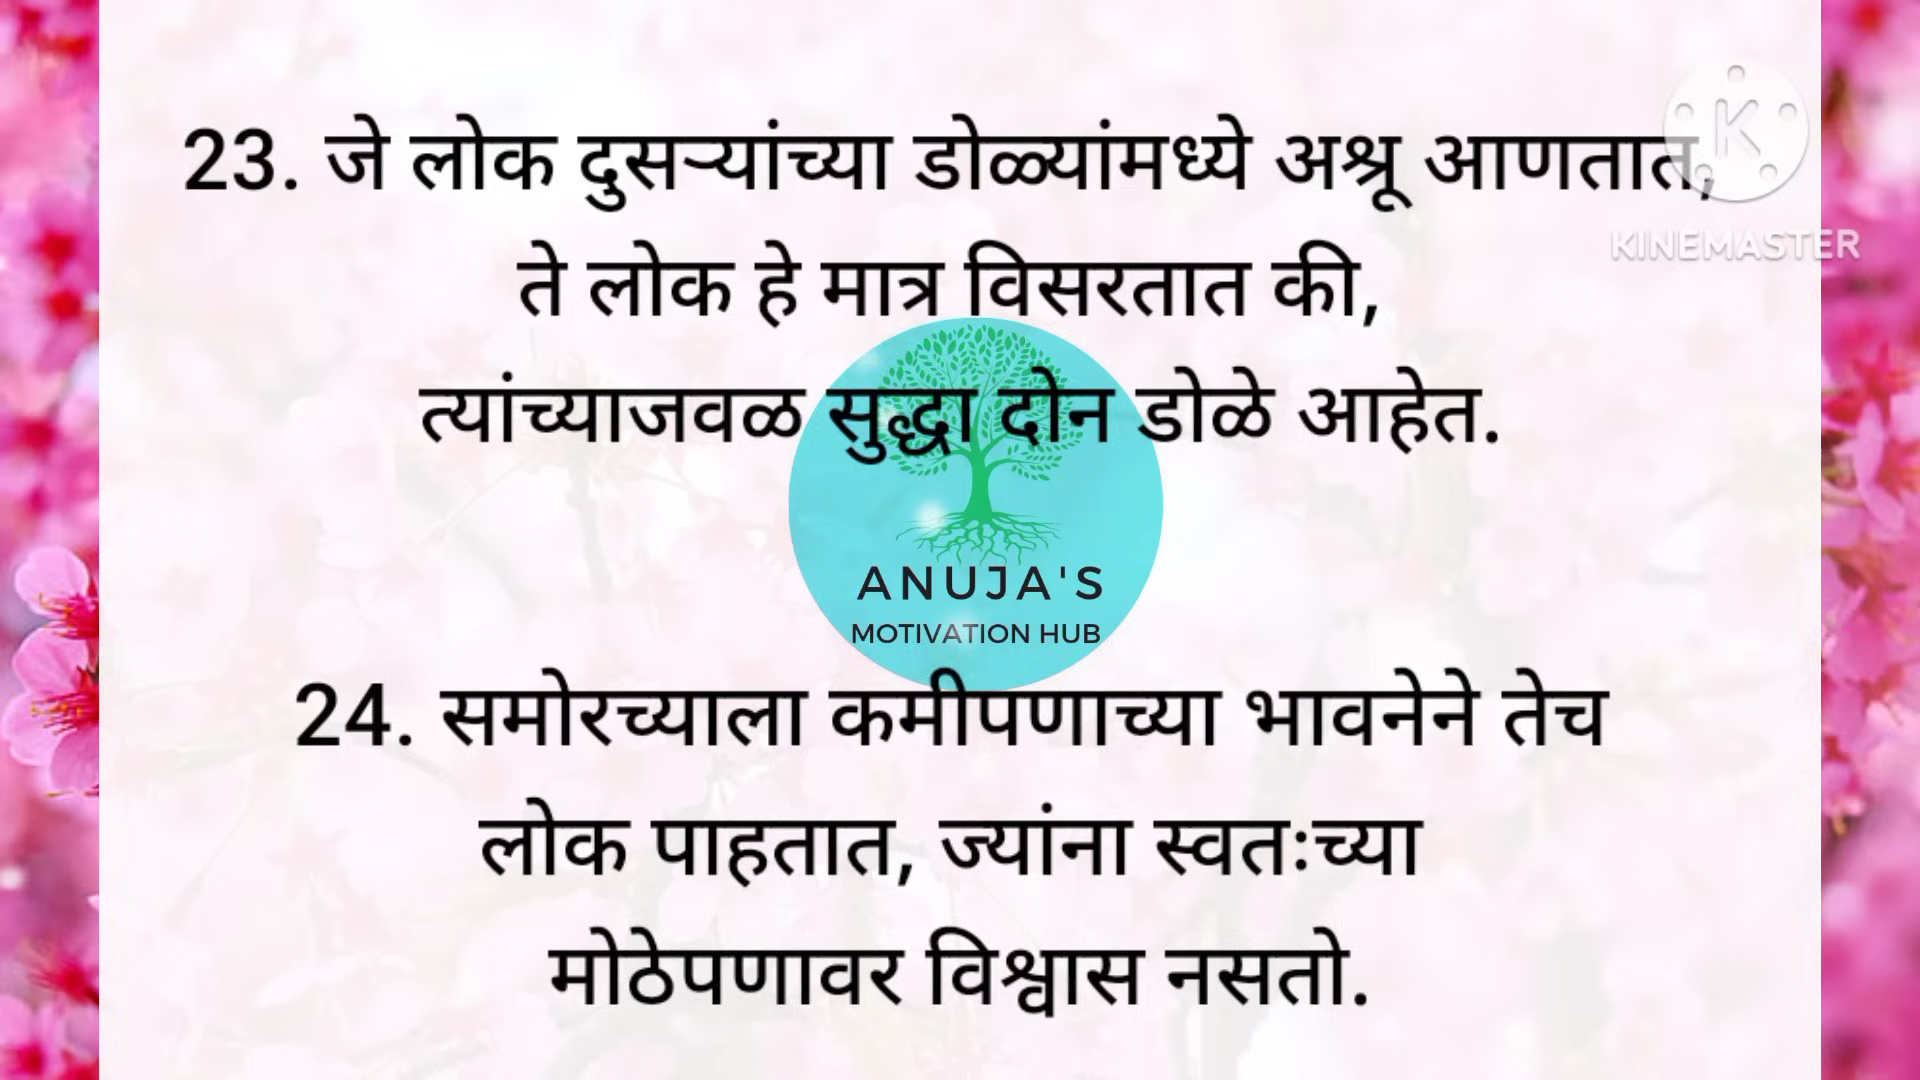 23. जे लोक दुसऱ्यांच्या डोळ्यांमध्ये अश्रू आणतात,
K
KINEMASTER
ते लोक हे मात्र विसरतात की,
त्यांच्याजवळ सुद्धा दोन डोळे आहेत.
ANUJA'S
MOTIVATION HUB
24. समोरच्याला कमीपणाच्या भावनेने तेच
लोक पाहतात, ज्यांना स्वतःच्या
मोठेपणावर विश्वास नसतो.